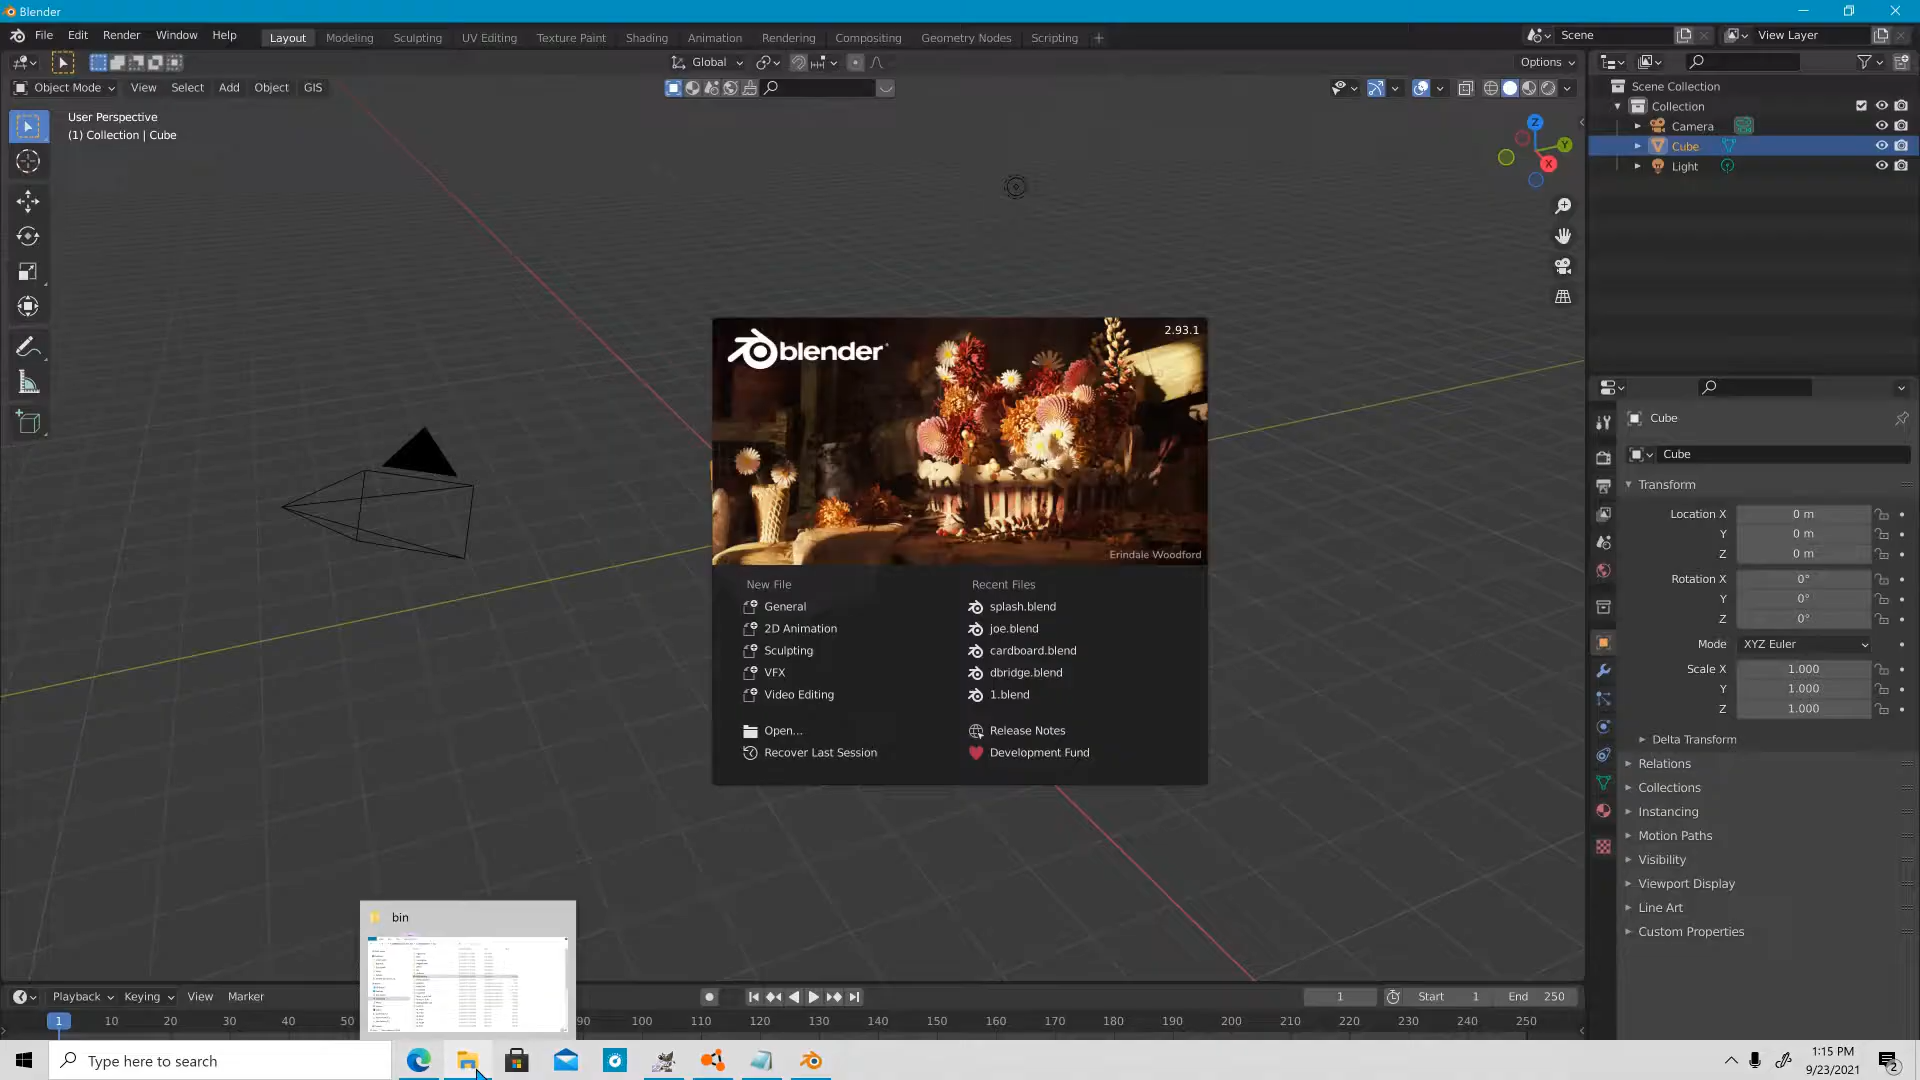 Blender
File Edit Render Window Help
Layout Modeling Sculpting UV Editing Texture Paint Shading Animation Rendering Compositing Geometry Nodes Scripting
Scene
View Layer
Global
Options
Object Mode View Select Add Object GIS
User Perspective
(1) Collection | Cube
Z
Y
X
Scene Collection
Collection
Camera
Cube
Light
blender
2.93.1
Erindale Woodford
New File
General
2D Animation
Sculpting
VFX
Video Editing
Open...
Recover Last Session
Recent Files
splash.blend
joe.blend
cardboard.blend
dbridge.blend
1.blend
Release Notes
Development Fund
Cube
Cube
Transform
Location X 0 m
Y 0 m
Z 0 m
Rotation X 0°
Y 0°
Z 0°
Mode XYZ Euler
Scale X 1.000
Y 1.000
Z 1.000
Delta Transform
Relations
Collections
Instancing
Motion Paths
Visibility
Viewport Display
Line Art
Custom Properties
bin
Playback Keying View Marker
1 Start 1 End 250
1 10 20 30 40 50 90 100 110 120 130 140 150 160 170 180 190 200 210 220 230 240 250
Type here to search
1:15 PM
9/23/2021
2